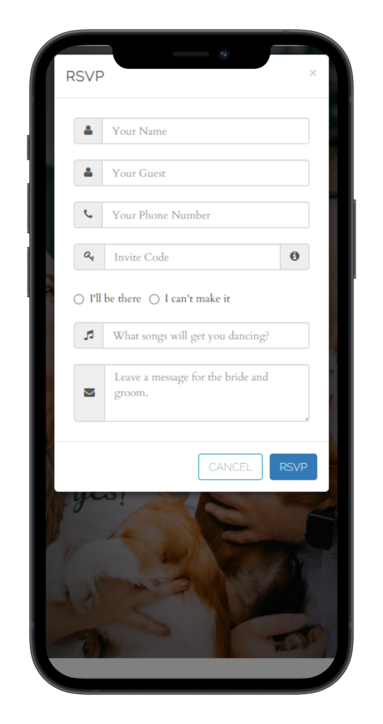 RSVP ×
Your Name
Your Guest
Your Phone Number
Invite Code
I'll be there I can't make it
What songs will get you dancing?
Leave a message for the bride and
groom.
CANCEL RSVP
yes!